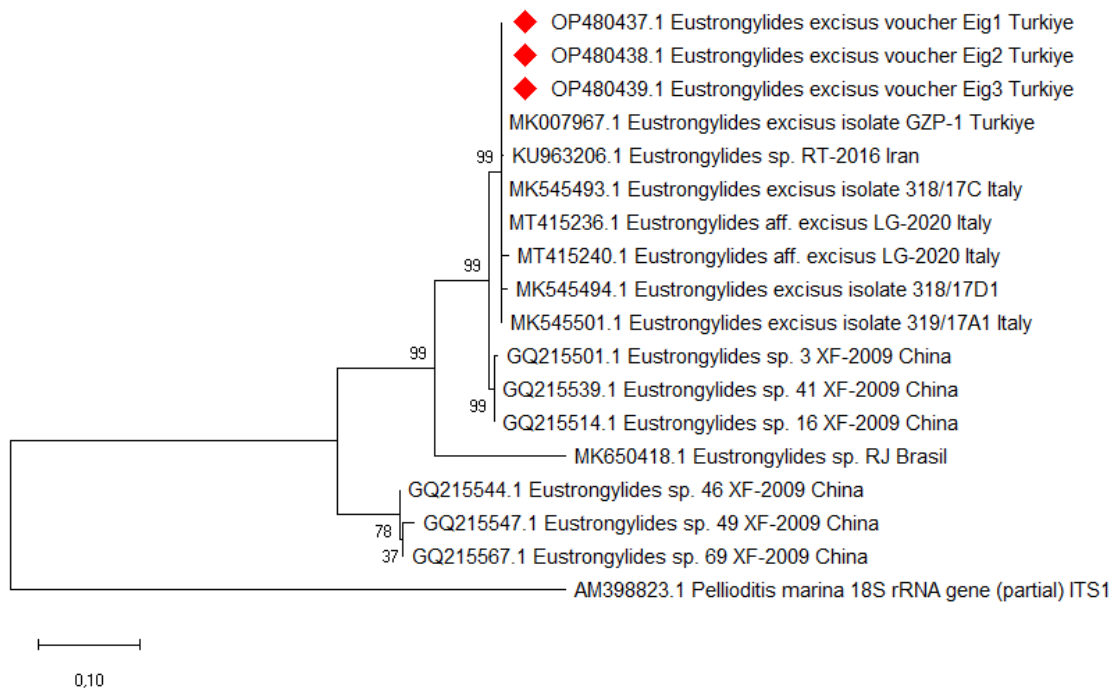 OP480437.1 Eustrongylides excisus voucher Eig1 Turkiye
OP480438.1 Eustrongylides excisus voucher Eig2 Turkiye
OP480439.1 Eustrongylides excisus voucher Eig3 Turkiye
MK007967.1 Eustrongylides excisus isolate GZP-1 Turkiye
99
KU963206.1 Eustrongylides sp. RT-2016 Iran
MK545493.1 Eustrongylides excisus isolate 318/17C Italy
MT415236.1 Eustrongylides aff. excisus LG-2020 Italy
99
MT415240.1 Eustrongylides aff. excisus LG-2020 Italy
MK545494.1 Eustrongylides excisus isolate 318/17D1
MK545501.1 Eustrongylides excisus isolate 319/17A1 Italy
99
GQ215501.1 Eustrongylides sp. 3 XF-2009 China
GQ215539.1 Eustrongylides sp. 41 XF-2009 China
99
GQ215514.1 Eustrongylides sp. 16 XF-2009 China
MK650418.1 Eustrongylides sp. RJ Brasil
GQ215544.1 Eustrongylides sp. 46 XF-2009 China
78
GQ215547.1 Eustrongylides sp. 49 XF-2009 China
37
GQ215567.1 Eustrongylides sp. 69 XF-2009 China
AM398823.1 Pellioditis marina 18S rRNA gene (partial) ITS1
0,10